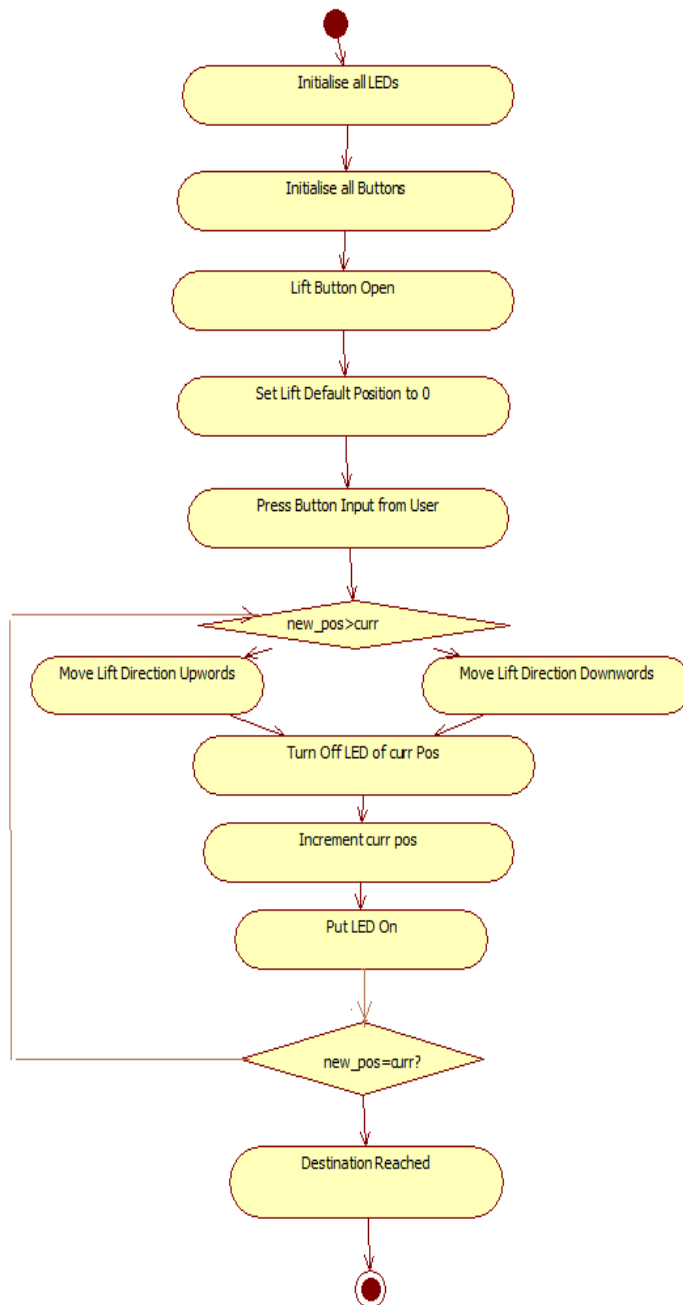 Initialise all LEDs
Initialise all Buttons
Lift Button Open
Set Lift Default Position to 0
Press Button Input from User
new_pos>curr
Move Lift Direction Upwords
Move Lift Direction Downwords
Turn Off LED of curr Pos
Increment curr pos
Put LED On
new_pos=curr?
Destination Reached